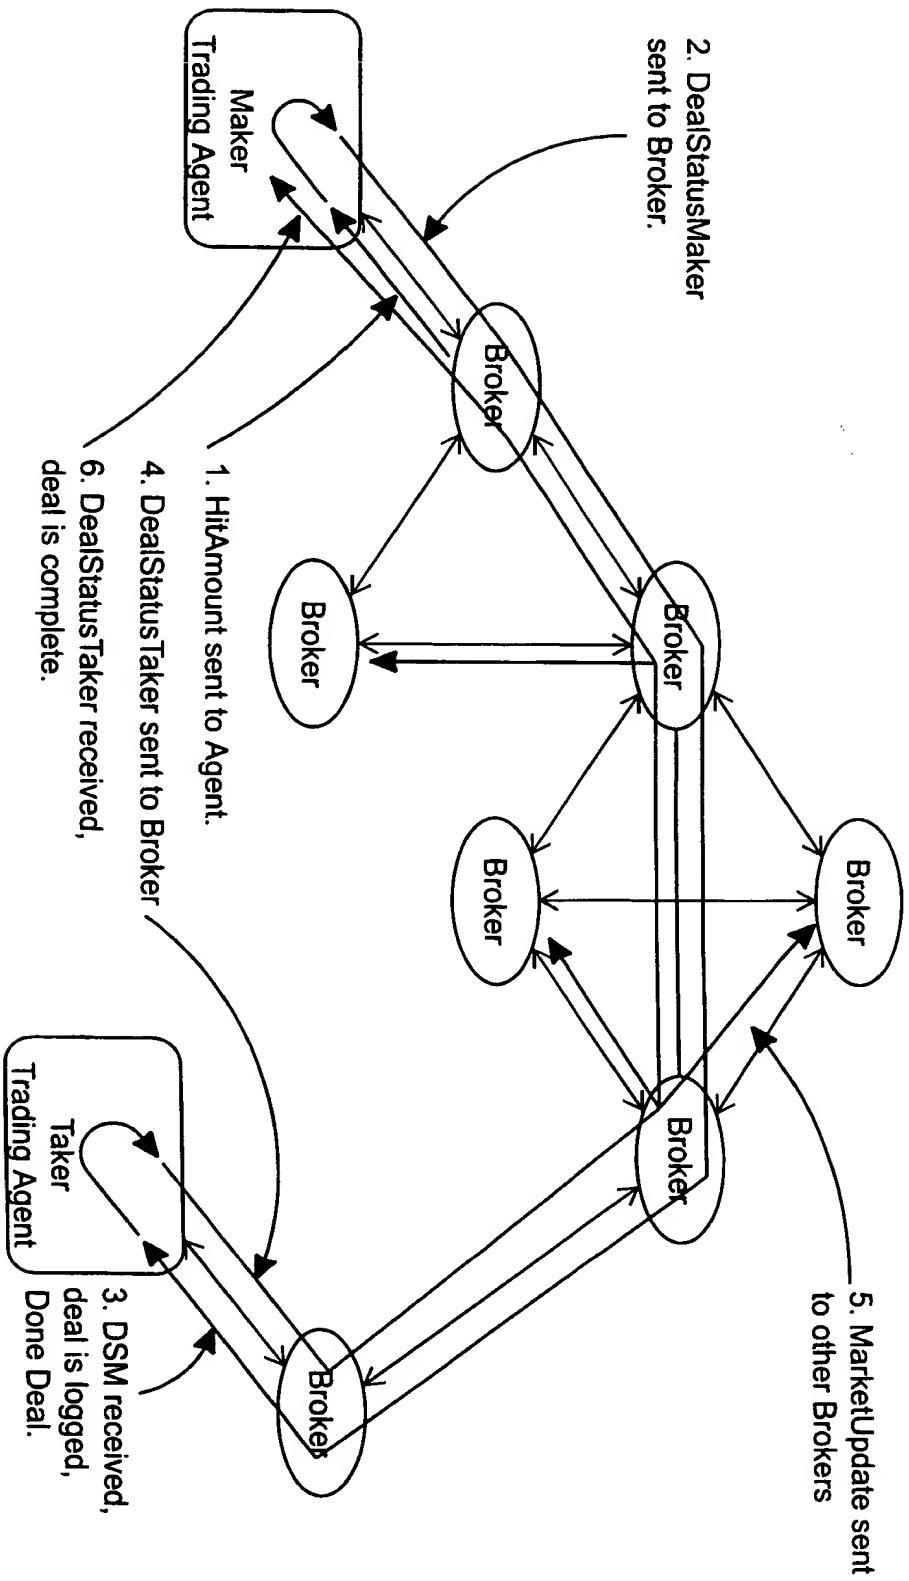 Broker
5. MarketUpdate sent
to other Brokers
2. DealStatusMaker
sent to Broker.
Broker
Broker
Broker
Broker
Broker
Broker
Maker
Trading Agent
1. HitAmount sent to Agent.
4. DealStatusTaker sent to Broker
6. DealStatusTaker received,
deal is complete.
Taker
Trading Agent
3. DSM received,
deal is logged,
Done Deal.